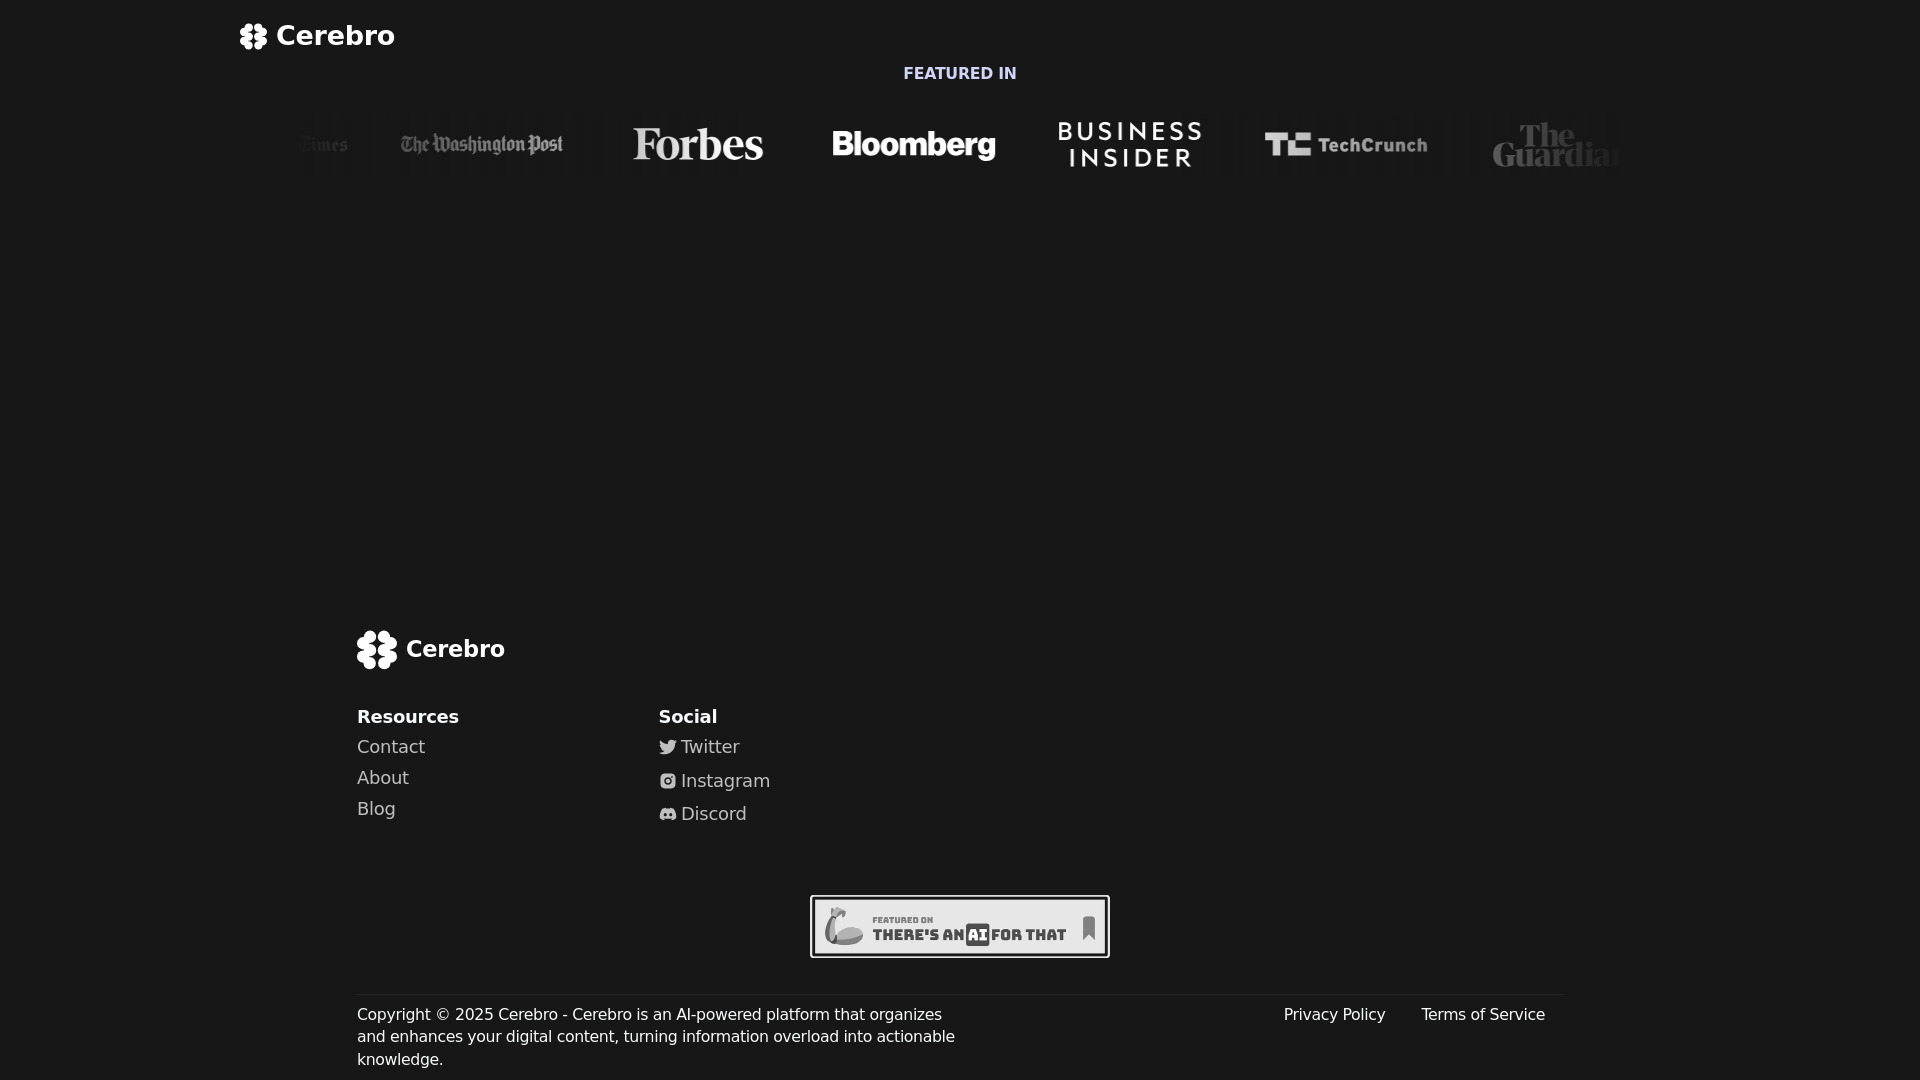 Cerebro
FEATURED IN
Times
The Washington Post
Forbes
Bloomberg
BUSINESS
INSIDER
TechCrunch
The
Guardian
Cerebro
Resources
Contact
About
Blog
Social
Twitter
Instagram
Discord
FEATURED ON
THERE'S AN AI FOR THAT
Copyright © 2025 Cerebro - Cerebro is an AI-powered platform that organizes
and enhances your digital content, turning information overload into actionable
knowledge.
Privacy Policy
Terms of Service